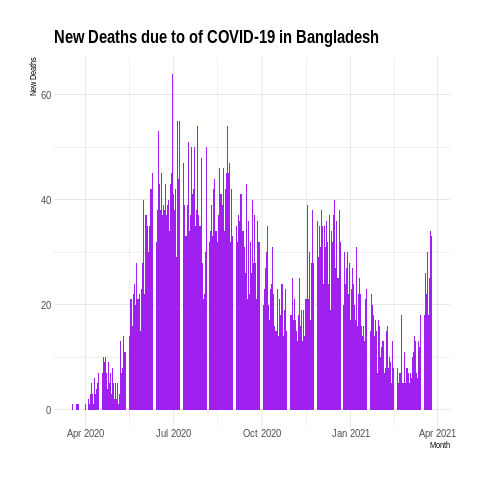 New Deaths due to of COVID-19 in Bangladesh
New Deaths
60
40
20
0
Apr 2020 Jul 2020 Oct 2020 Jan 2021 Apr 2021
Month